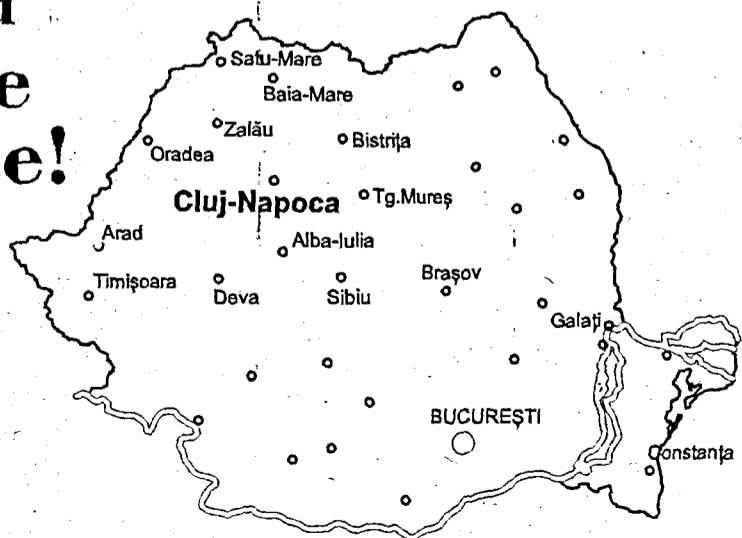 e
e!
Satu-Mare
Baia-Mare
Zalău
Bistrița
Oradea
Cluj-Napoca
Tg.Mureș
Arad
Alba-Iulia
Timișoara
Deva
Sibiu
Brașov
Galați
BUCUREȘTI
Constanța